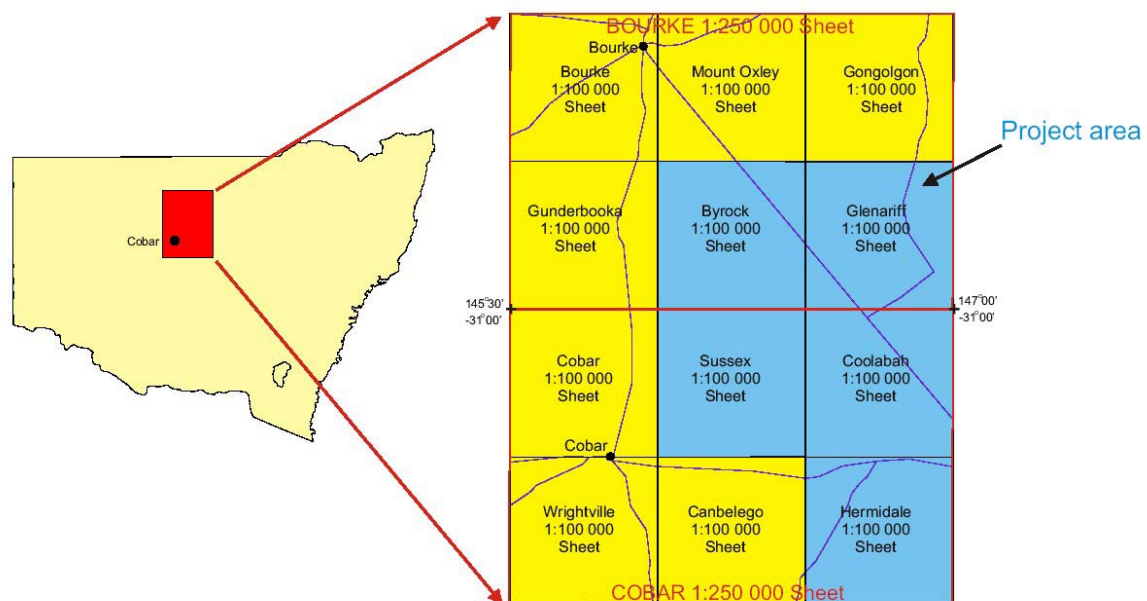 BOURKE 1:250 000 Sheet
Bourke
Bourke
1:100 000
Sheet
Mount Oxley
1:100 000
Sheet
Gongolgon
1:100 000
Sheet
Project area
Gunderbooka
1:100 000
Sheet
Byrock
1:100 000
Sheet
Glenariff
1:100 000
Sheet
Cobar
145°30'
-31°00'
147°00'
-31°00'
Cobar
1:100 000
Sheet
Sussex
1:100 000
Sheet
Coolabah
1:100 000
Sheet
Cobar
Wrightville
1:100 000
Sheet
Canbelego
1:100 000
Sheet
Hermidale
1:100 000
Sheet
COBAR 1:250 000 Sheet